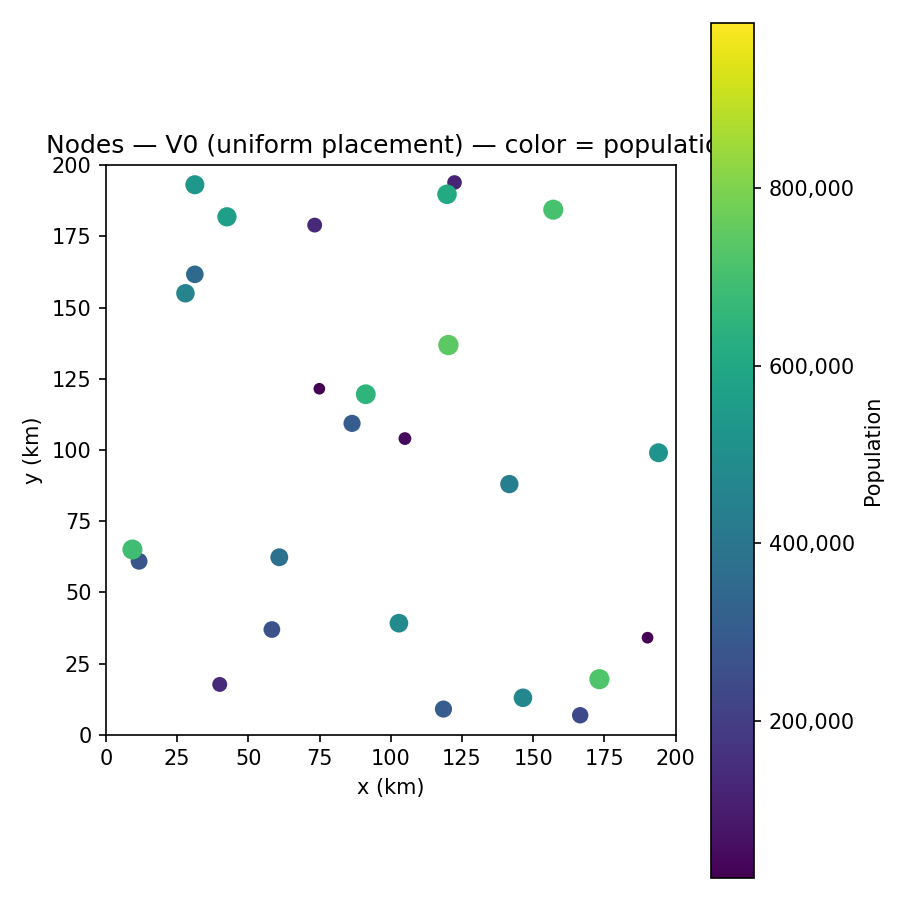 Nodes — V0 (uniform placement) — color = populatio
200
175
150
125
100
75
50
25
0
y (km)
0 25 50 75 100 125 150 175 200
x (km)
800,000
600,000
400,000
200,000
Population